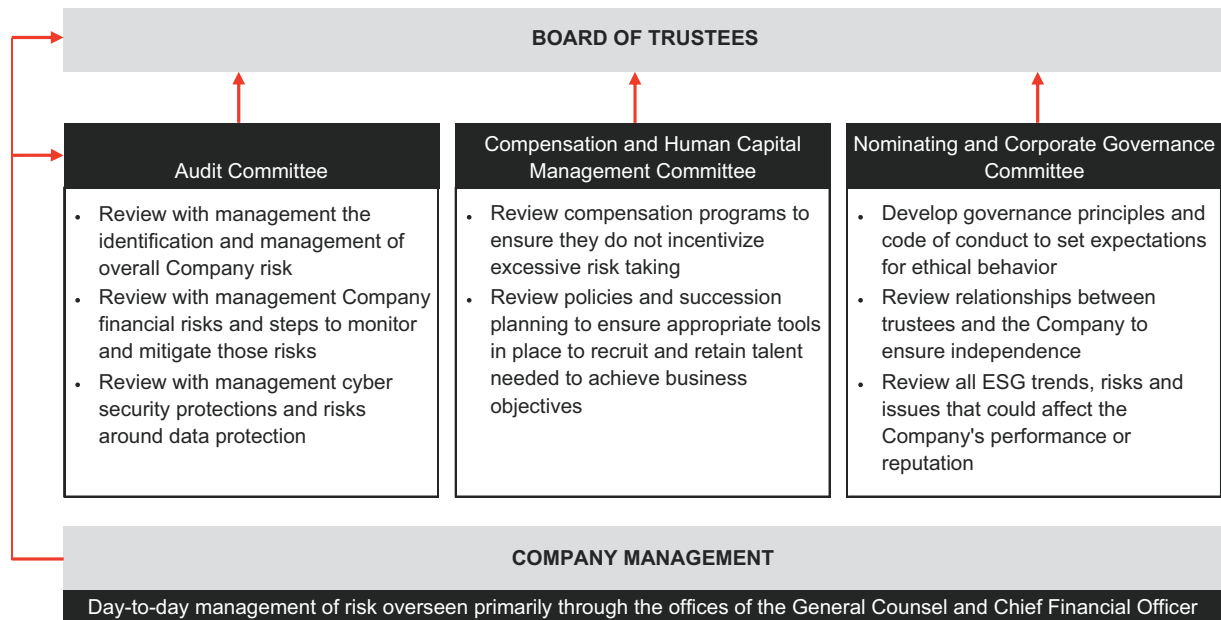 BOARD OF TRUSTEES
Audit Committee
• Review with management the
identification and management of
overall Company risk
• Review with management Company
financial risks and steps to monitor
and mitigate those risks
• Review with management cyber
security protections and risks
around data protection
Compensation and Human Capital
Management Committee
• Review compensation programs to
ensure they do not incentivize
excessive risk taking
• Review policies and succession
planning to ensure appropriate tools
in place to recruit and retain talent
needed to achieve business
objectives
Nominating and Corporate Governance
Committee
• Develop governance principles and
code of conduct to set expectations
for ethical behavior
• Review relationships between
trustees and the Company to
ensure independence
• Review all ESG trends, risks and
issues that could affect the
Company's performance or
reputation
COMPANY MANAGEMENT
Day-to-day management of risk overseen primarily through the offices of the General Counsel and Chief Financial Officer